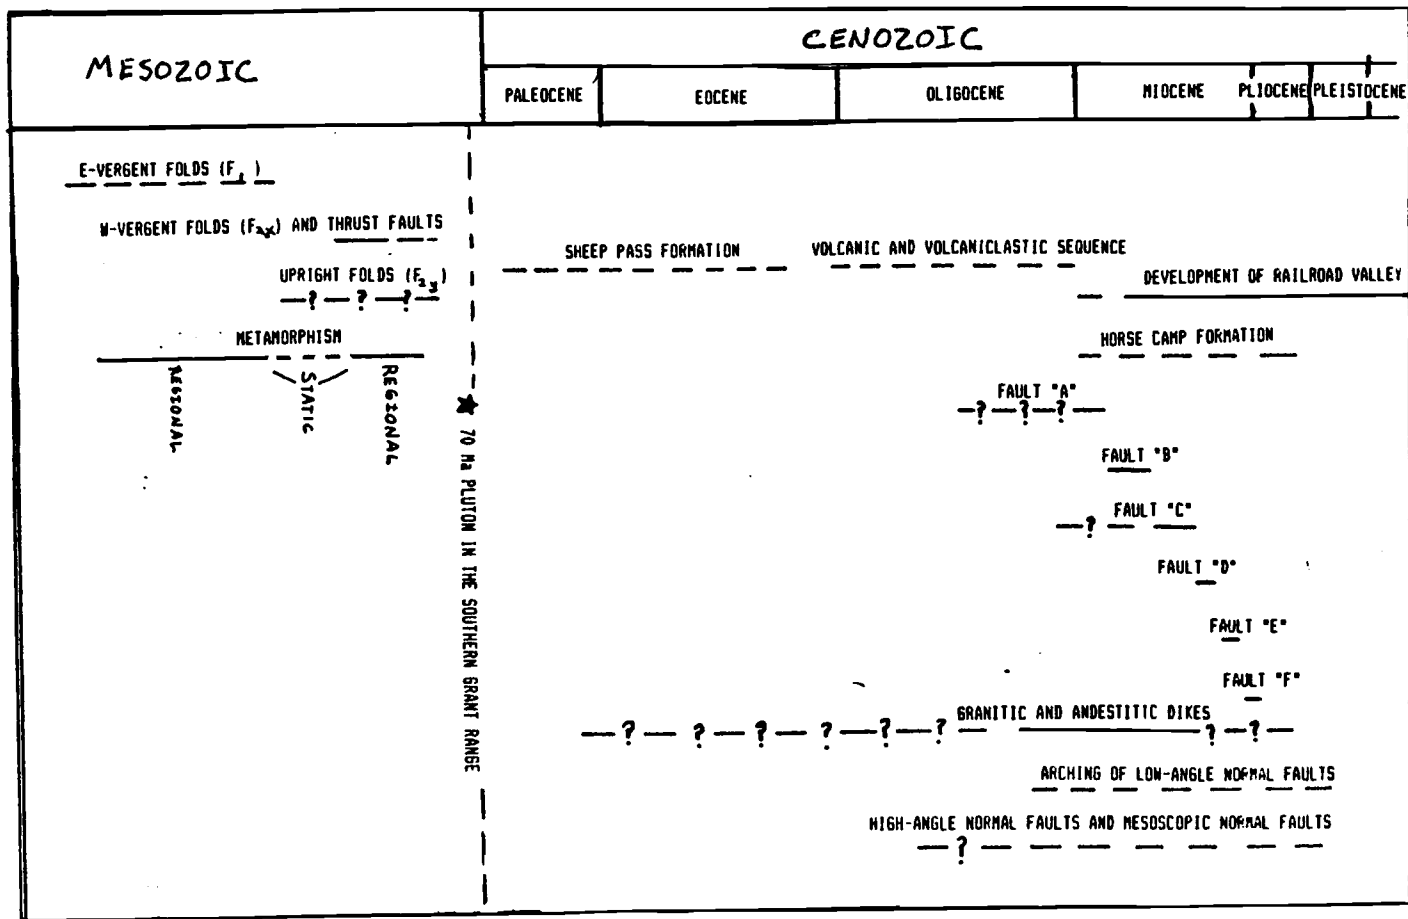 MESOZOIC
CENOZOIC
PALEOCENE
EOCENE
OLIGOCENE
MIOCENE
PLIOCENE
PLEISTOCENE
E-VERGENT FOLDS (F₁)
W-VERGENT FOLDS (F₂ₓ) AND THRUST FAULTS
UPRIGHT FOLDS (F₂ᵧ)
—?—?—?—
METAMORPHISM
REGIONAL
STATIC
REGIONAL
★ 70 Ma PLUTON IN THE SOUTHERN GRANT RANGE
SHEEP PASS FORMATION
VOLCANIC AND VOLCANICLASTIC SEQUENCE
DEVELOPMENT OF RAILROAD VALLEY
HORSE CAMP FORMATION
FAULT "A"
—?—?—?—
FAULT "B"
FAULT "C"
—?— — —
FAULT "D"
FAULT "E"
FAULT "F"
GRANITIC AND ANDESTITIC DIKES
—?— ?—?— ?—?—?— ?—?—
ARCHING OF LOW-ANGLE NORMAL FAULTS
HIGH-ANGLE NORMAL FAULTS AND MESOSCOPIC NORMAL FAULTS
—?— — — — — — —